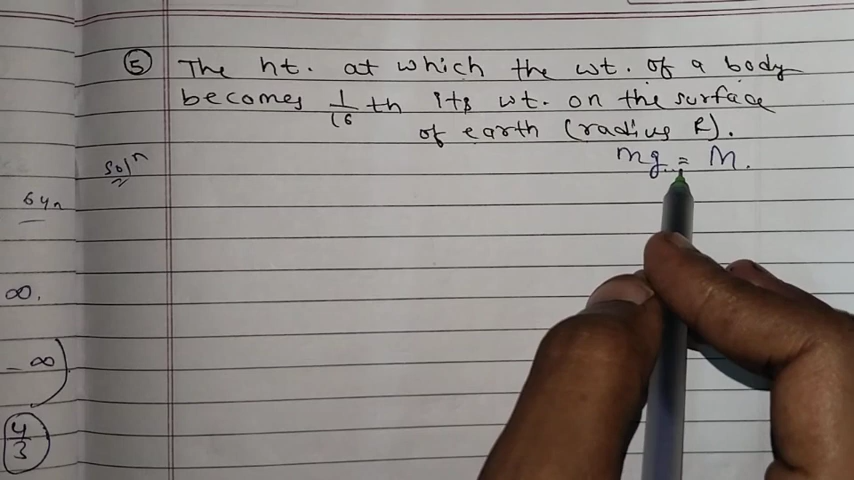 ⑤ The ht. at which the wt. of a body
becomes 1/16 th its wt. on the surface
of earth (radius R).
mg = M.
Solⁿ
64n
∞.
- ∞)
4/3